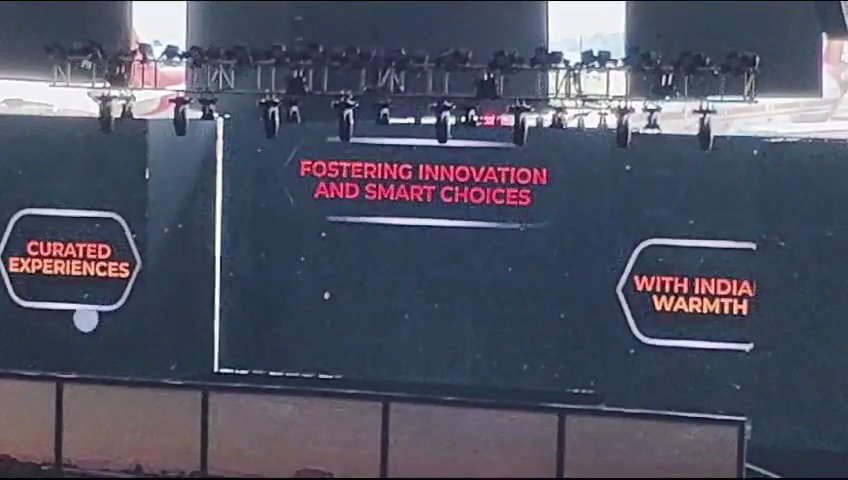 FOSTERING INNOVATION
AND SMART CHOICES
CURATED
EXPERIENCES
WITH INDIA
WARMTH